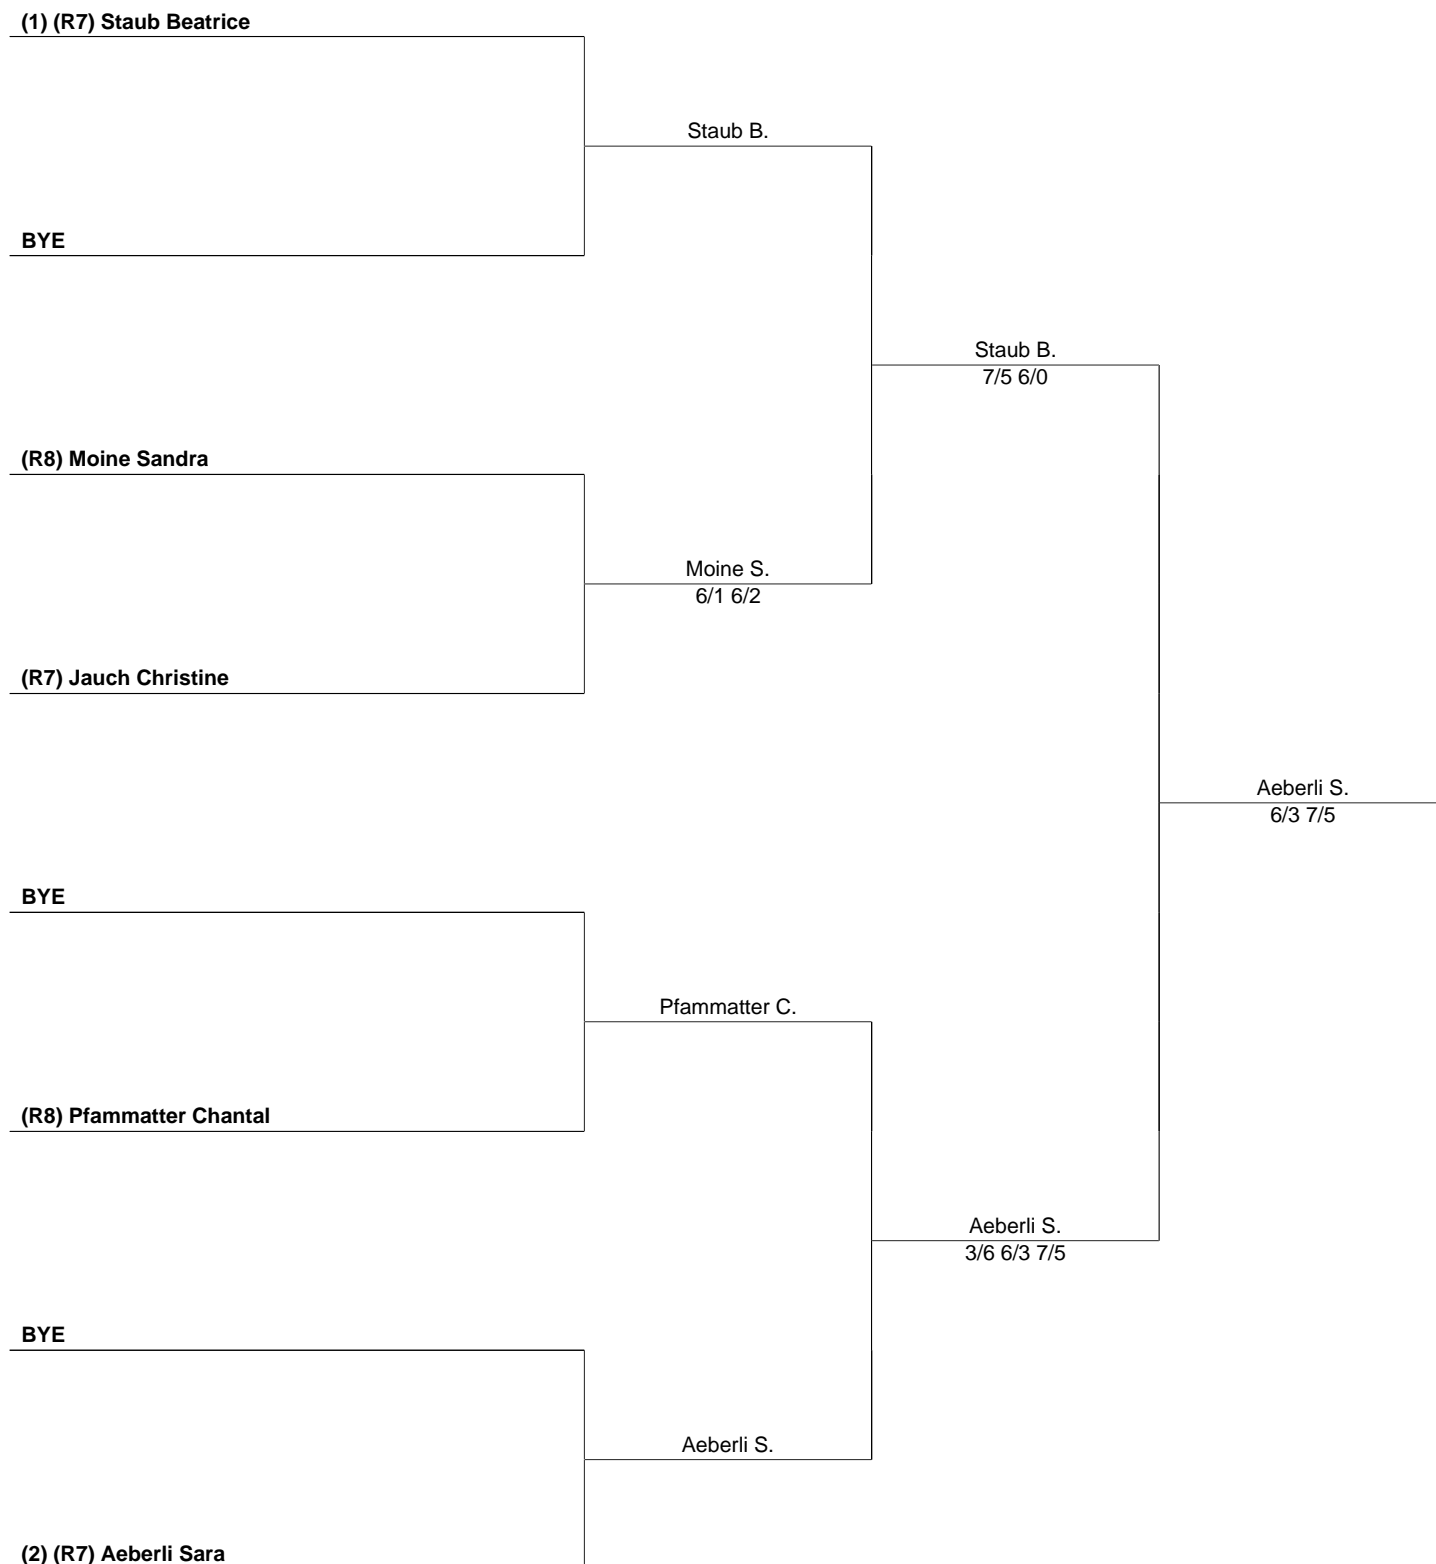 (1) (R7) Staub Beatrice
Staub B.
BYE
Staub B.
7/5 6/0
(R8) Moine Sandra
Moine S.
6/1 6/2
(R7) Jauch Christine
Aeberli S.
6/3 7/5
BYE
Pfammatter C.
(R8) Pfammatter Chantal
Aeberli S.
3/6 6/3 7/5
BYE
Aeberli S.
(2) (R7) Aeberli Sara